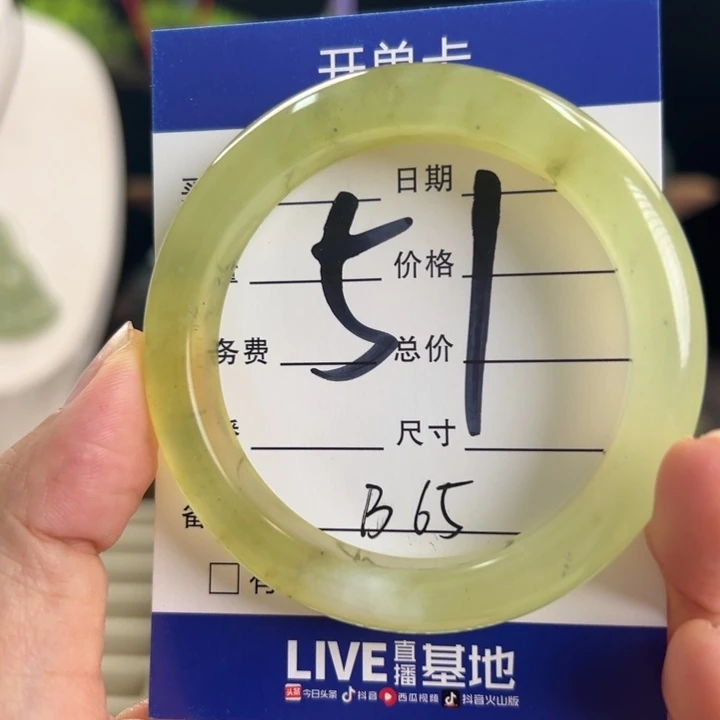 开单卡
日期
51
价格
务费 总价
尺寸
B65
LIVE直播基地
头条 今日头条 抖音 西瓜视频 抖音火山版